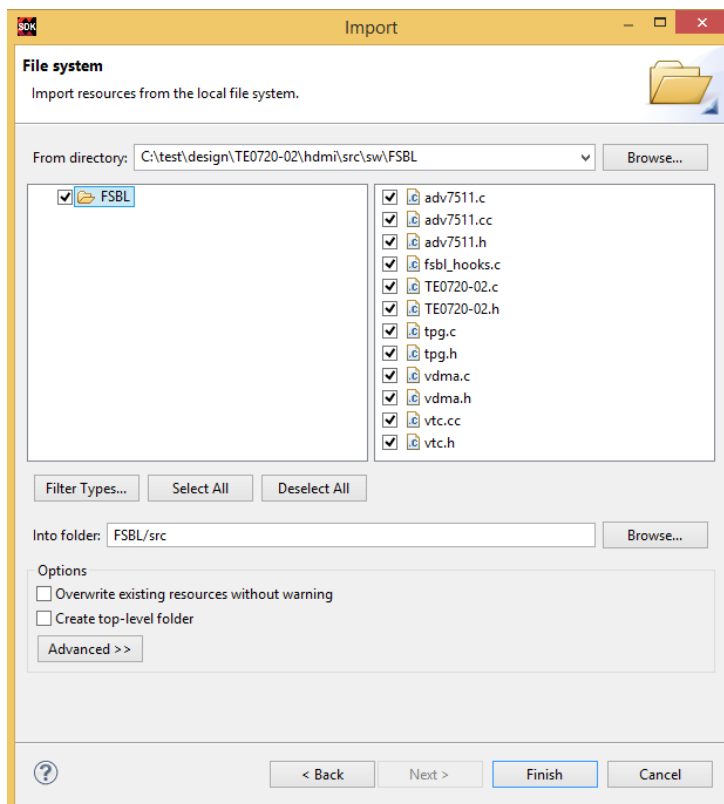 SDK
Import
File system
Import resources from the local file system.
From directory: C:\test\design\TE0720-02\hdmi\src\sw\FSBL Browse...
FSBL
adv7511.c
adv7511.cc
adv7511.h
fsbl_hooks.c
TE0720-02.c
TE0720-02.h
tpg.c
tpg.h
vdma.c
vdma.h
vtc.cc
vtc.h
Filter Types... Select All Deselect All
Into folder: FSBL/src Browse...
Options
Overwrite existing resources without warning
Create top-level folder
Advanced >>
? < Back Next > Finish Cancel